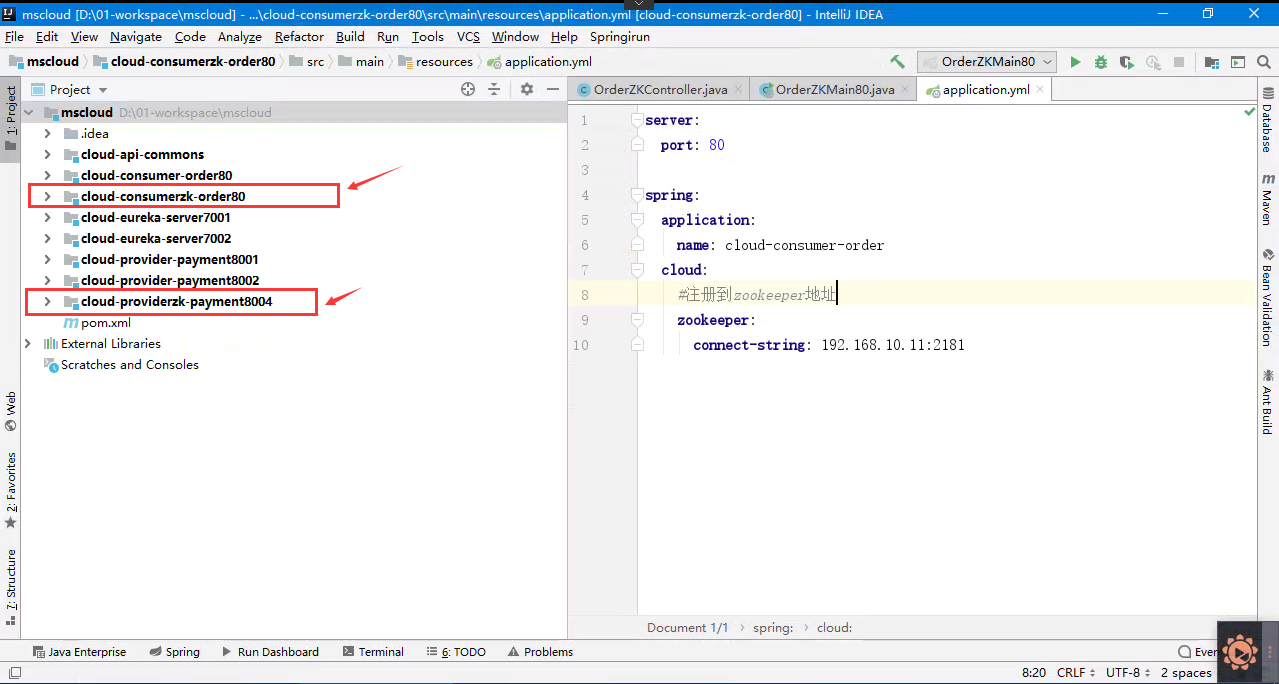 mscloud [D:\01-workspace\mscloud] - ...\cloud-consumerzk-order80\src\main\resources\application.yml [cloud-consumerzk-order80] - IntelliJ IDEA
File Edit View Navigate Code Analyze Refactor Build Run Tools VCS Window Help Springirun
mscloud cloud-consumerzk-order80 src main resources application.yml OrderZKMain80
1: Project
Project
mscloud D:\01-workspace\mscloud
.idea
cloud-api-commons
cloud-consumer-order80
cloud-consumerzk-order80
cloud-eureka-server7001
cloud-eureka-server7002
cloud-provider-payment8001
cloud-provider-payment8002
cloud-providerzk-payment8004
pom.xml
External Libraries
Scratches and Consoles
Web
2: Favorites
7: Structure
OrderZKController.java OrderZKMain80.java application.yml
1 server:
2 port: 80
3
4 spring:
5 application:
6 name: cloud-consumer-order
7 cloud:
8 #注册到zookeeper地址
9 zookeeper:
10 connect-string: 192.168.10.11:2181
Document 1/1 › spring: › cloud:
Database
Maven
Bean Validation
Ant Build
Java Enterprise Spring Run Dashboard Terminal 6: TODO Problems
8:20 CRLF UTF-8 2 spaces